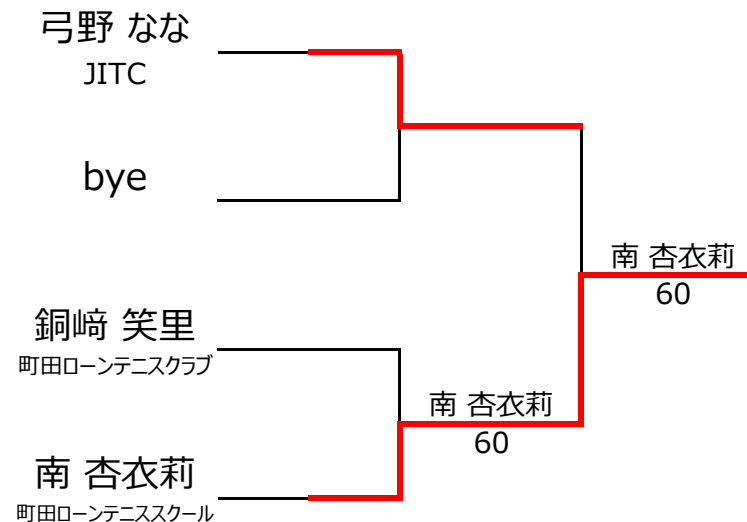 弓野 なな
JITC
bye
銅﨑 笑里
町田ローンテニスクラブ
南 杏衣莉
町田ローンテニススクール
南 杏衣莉
60
南 杏衣莉
60